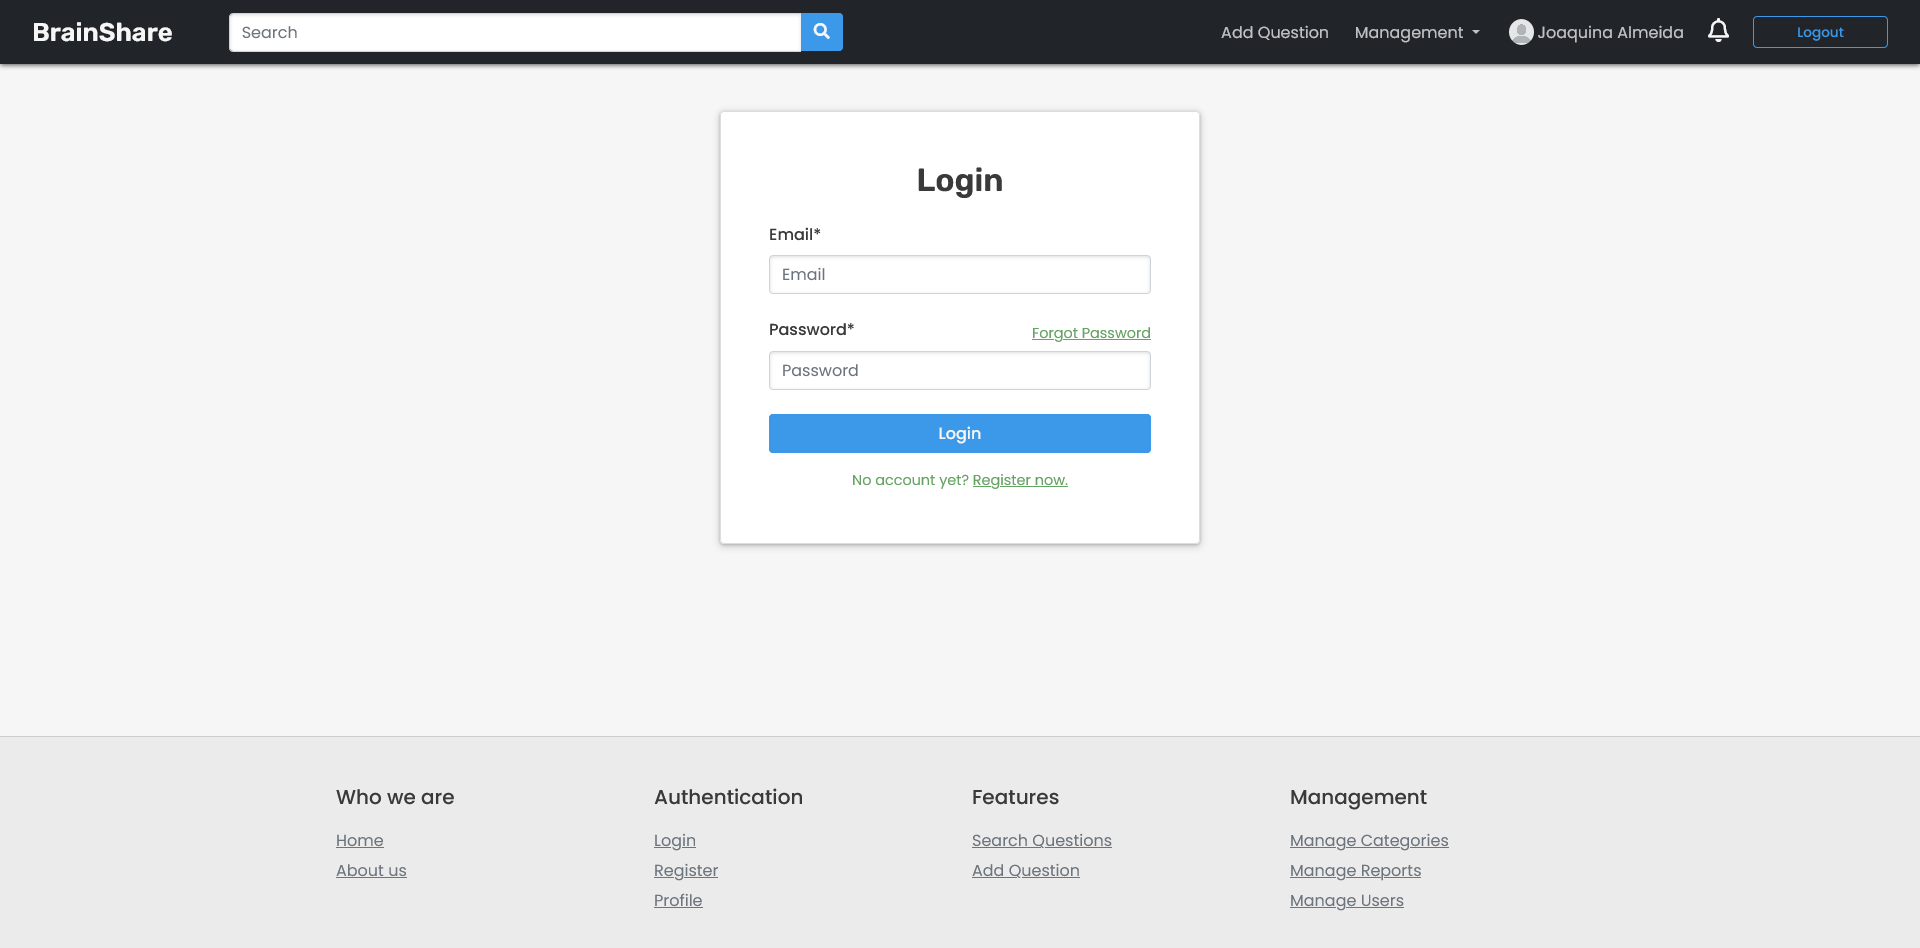 BrainShare
Search
Add Question
Management
Joaquina Almeida
Logout
Login
Email*
Email
Password*
Forgot Password
Password
Login
No account yet? Register now.
Who we are
Home
About us
Authentication
Login
Register
Profile
Features
Search Questions
Add Question
Management
Manage Categories
Manage Reports
Manage Users